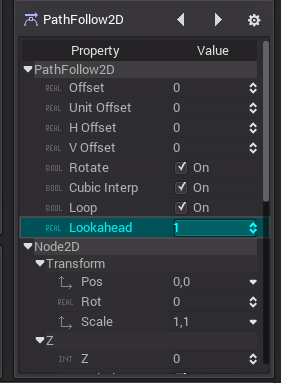 PathFollow2D
Property Value
PathFollow2D
REAL Offset 0
REAL Unit Offset 0
REAL H Offset 0
REAL V Offset 0
BOOL Rotate On
BOOL Cubic Interp On
BOOL Loop On
REAL Lookahead 1
Node2D
Transform
Pos 0,0
REAL Rot 0
Scale 1,1
Z
INT Z 0